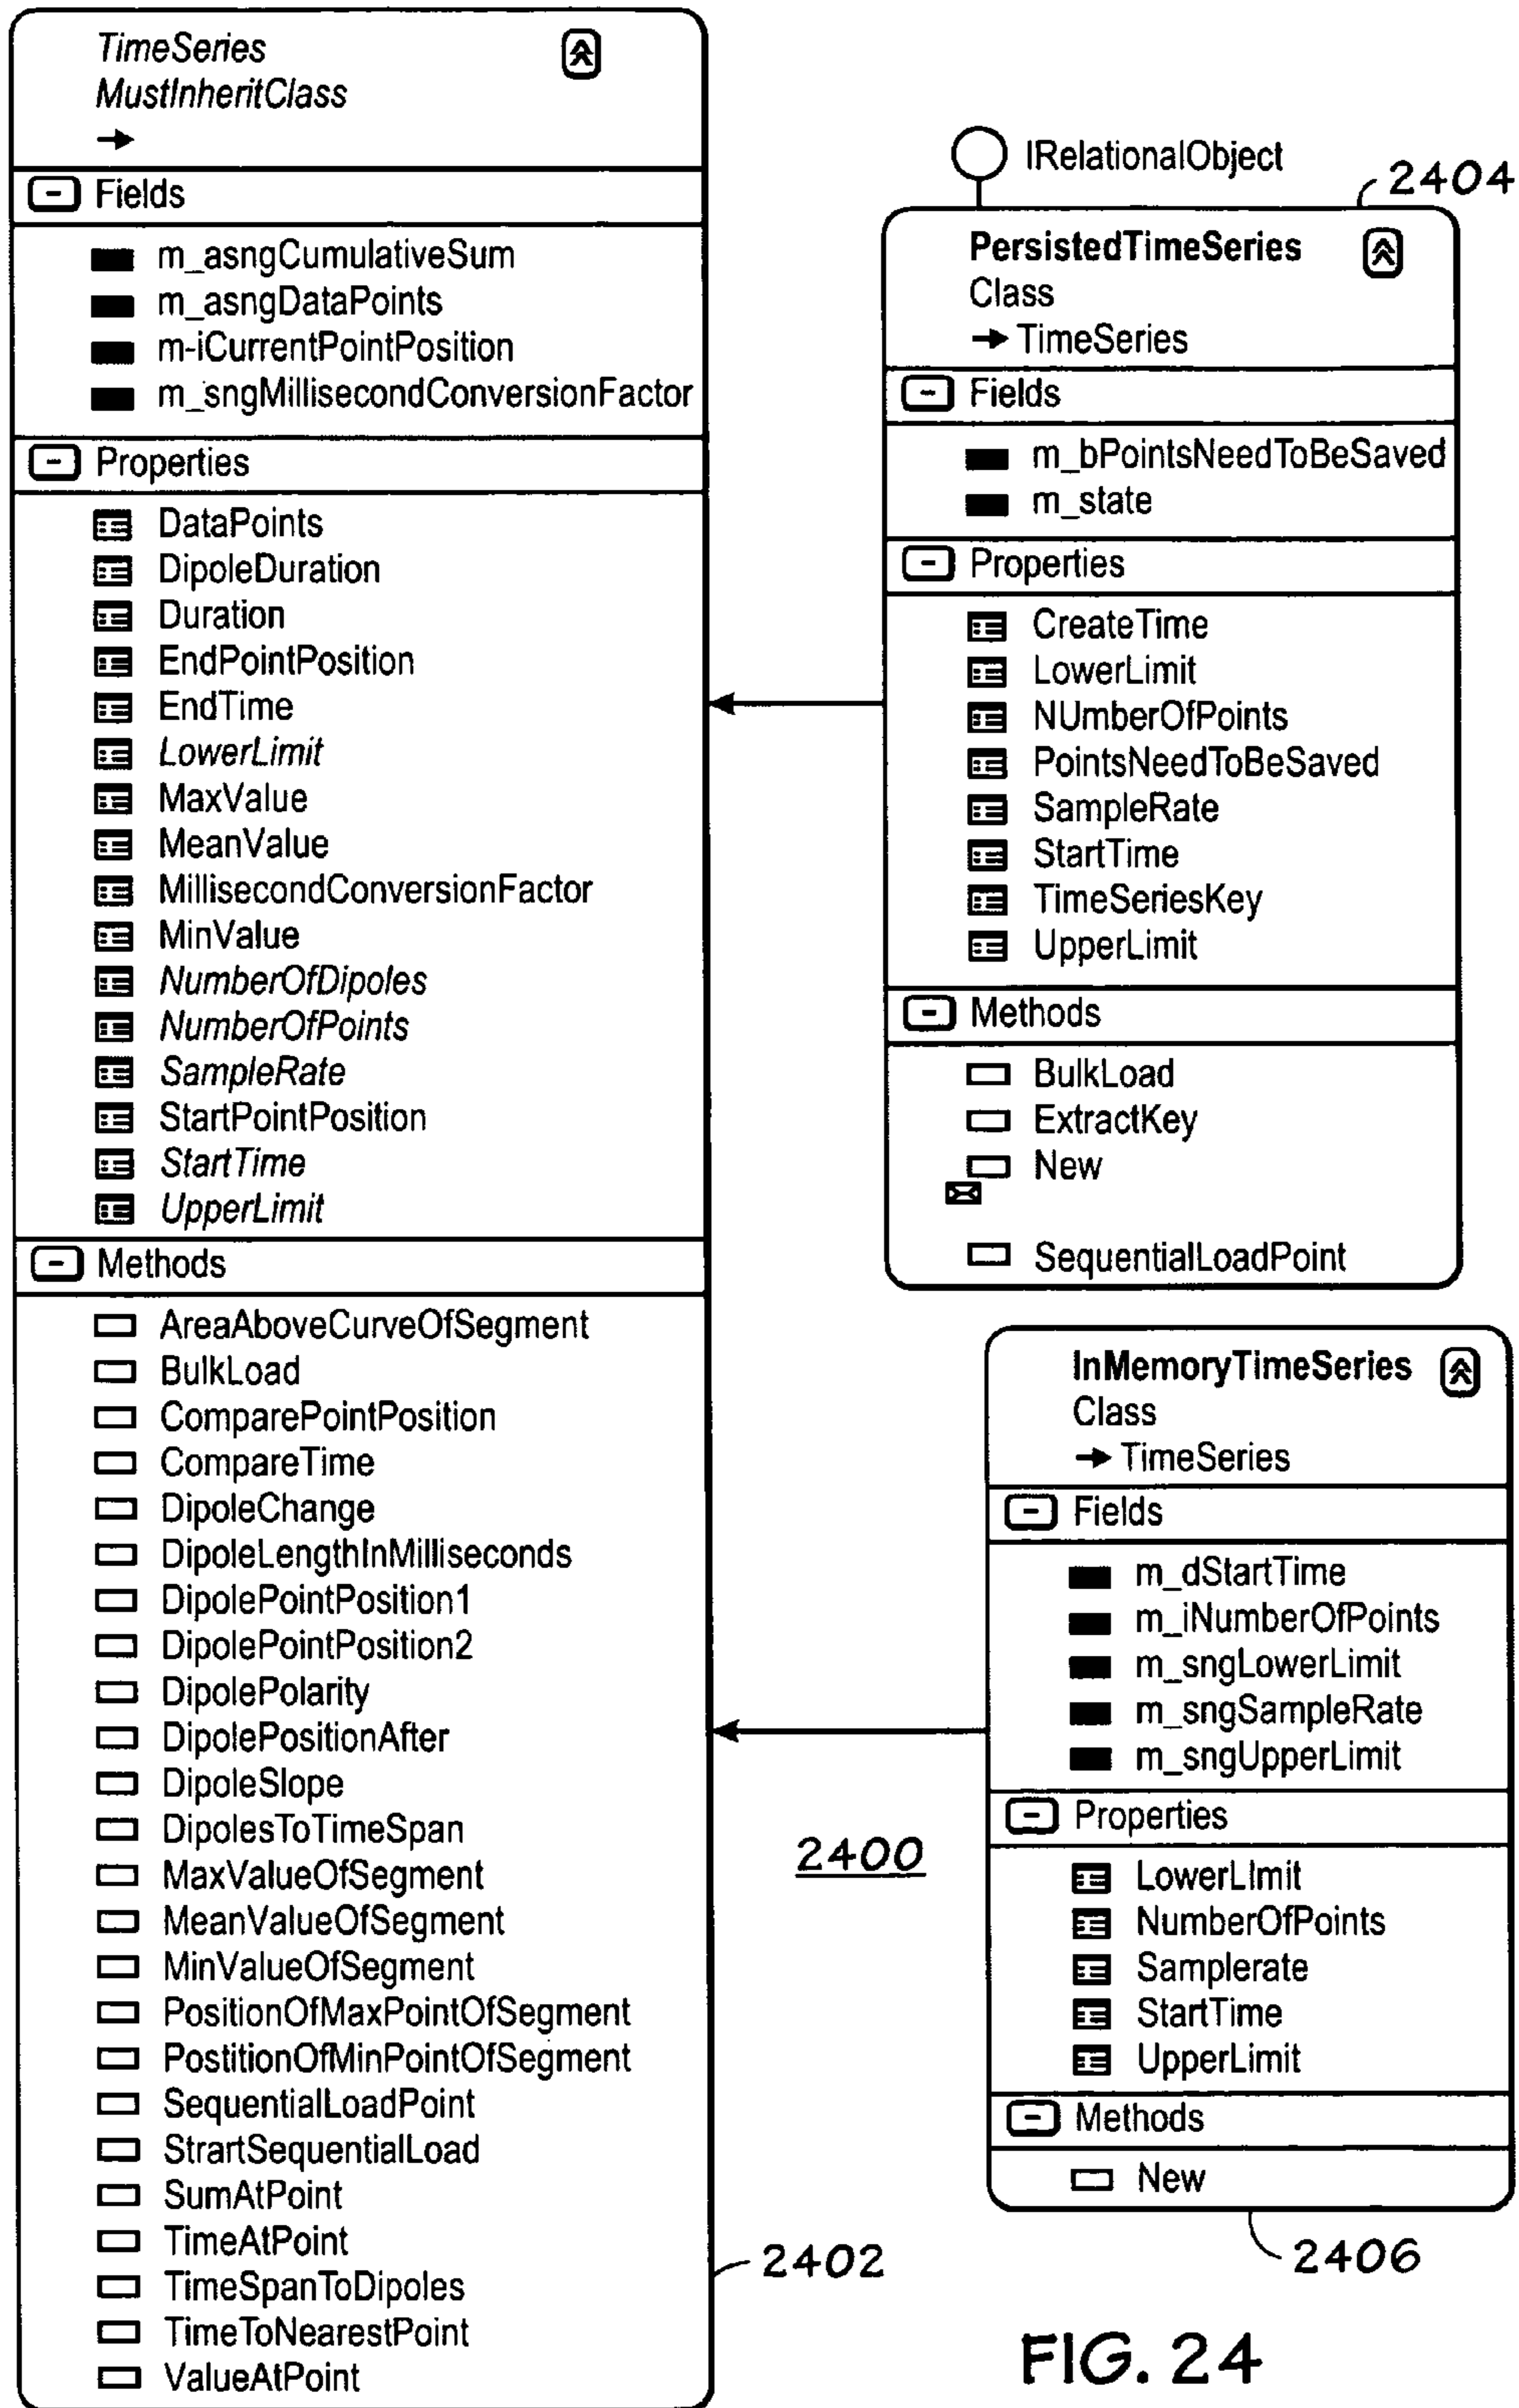 TimeSeries
MustInheritClass
Fields
m_asngCumulativeSum
m_asngDataPoints
m-iCurrentPointPosition
m_sngMillisecondConversionFactor
Properties
DataPoints
DipoleDuration
Duration
EndPointPosition
EndTime
LowerLimit
MaxValue
MeanValue
MillisecondConversionFactor
MinValue
NumberOfDipoles
NumberOfPoints
SampleRate
StartPointPosition
StartTime
UpperLimit
Methods
AreaAboveCurveOfSegment
BulkLoad
ComparePointPosition
CompareTime
DipoleChange
DipoleLengthInMilliseconds
DipolePointPosition1
DipolePointPosition2
DipolePolarity
DipolePositionAfter
DipoleSlope
DipolesToTimeSpan
MaxValueOfSegment
MeanValueOfSegment
MinValueOfSegment
PositionOfMaxPointOfSegment
PostitionOfMinPointOfSegment
SequentialLoadPoint
StrartSequentialLoad
SumAtPoint
TimeAtPoint
TimeSpanToDipoles
TimeToNearestPoint
ValueAtPoint
2402
IRelationalObject
2404
PersistedTimeSeries
Class
→ TimeSeries
Fields
m_bPointsNeedToBeSaved
m_state
Properties
CreateTime
LowerLimit
NUmberOfPoints
PointsNeedToBeSaved
SampleRate
StartTime
TimeSeriesKey
UpperLimit
Methods
BulkLoad
ExtractKey
New
SequentialLoadPoint
InMemoryTimeSeries
Class
→ TimeSeries
Fields
m_dStartTime
m_iNumberOfPoints
m_sngLowerLimit
m_sngSampleRate
m_sngUpperLimit
Properties
LowerLImit
NumberOfPoints
Samplerate
StartTime
UpperLimit
Methods
New
2406
2400
FIG. 24